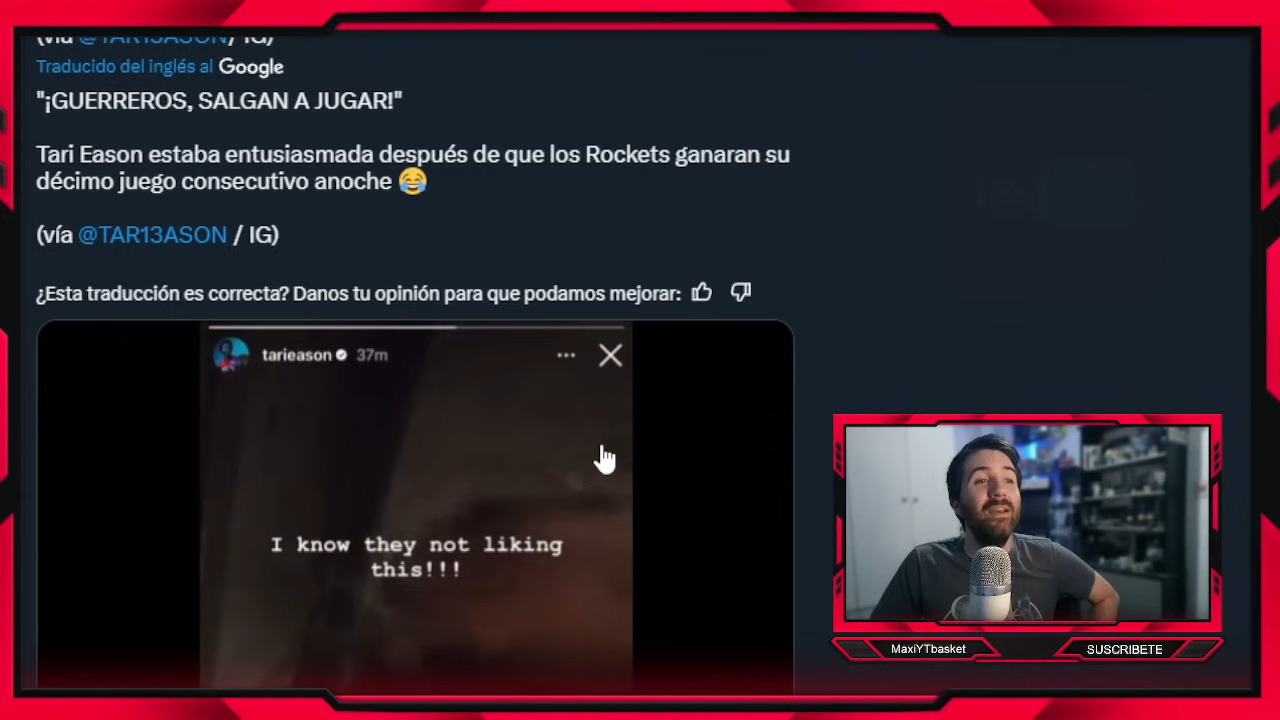 (vía @TAR13ASON/ IG)
Traducido del inglés al Google
"¡GUERREROS, SALGAN A JUGAR!"
Tari Eason estaba entusiasmada después de que los Rockets ganaran su
décimo juego consecutivo anoche 😂
(vía @TAR13ASON / IG)
¿Esta traducción es correcta? Danos tu opinión para que podamos mejorar:
tarieason 37m
I know they not liking
this!!!
MaxiYTbasket
SUSCRIBETE